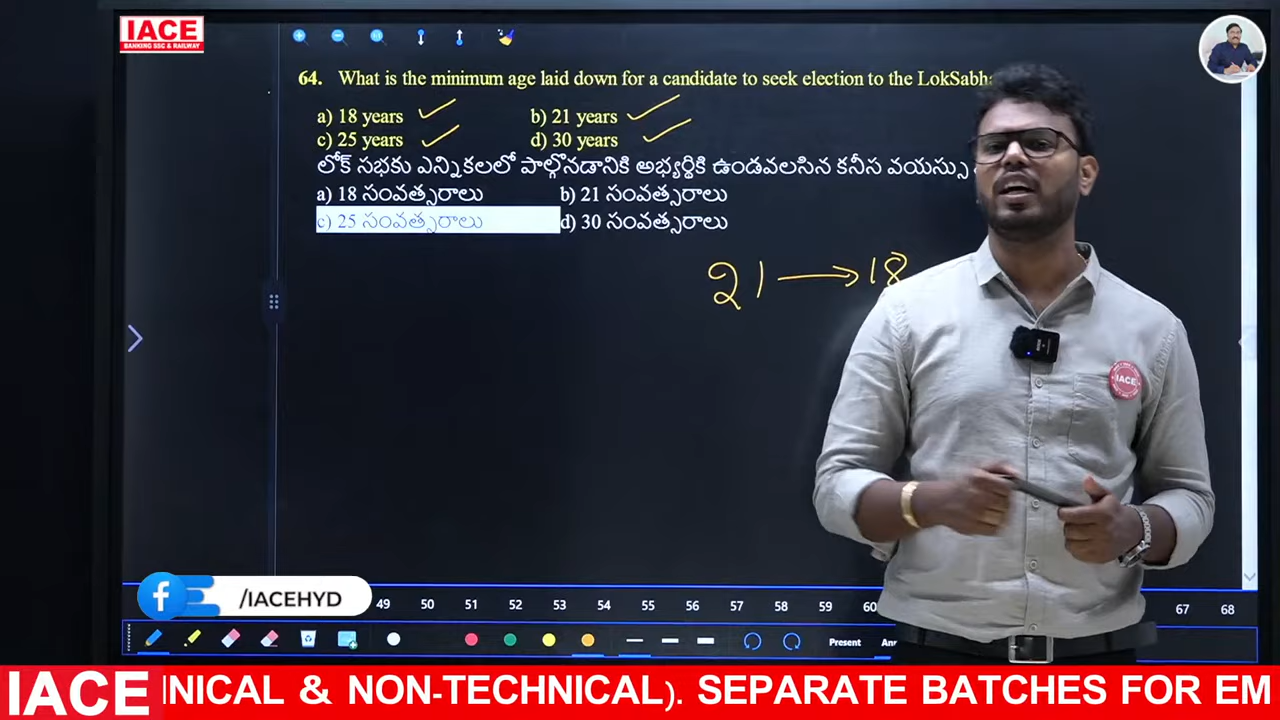 IACE
BANKING SSC & RAILWAY
64. What is the minimum age laid down for a candidate to seek election to the LokSabha
a) 18 years b) 21 years
c) 25 years d) 30 years
లోక్ సభకు ఎన్నికలలో పాల్గొనడానికి అభ్యర్థికి ఉండవలసిన కనీస వయస్సు
a) 18 సంవత్సరాలు b) 21 సంవత్సరాలు
c) 25 సంవత్సరాలు d) 30 సంవత్సరాలు
21 → 18
IACE
f /IACEHYD
49 50 51 52 53 54 55 56 57 58 59 60 67 68
Present
IACE INICAL & NON-TECHNICAL). SEPARATE BATCHES FOR EM